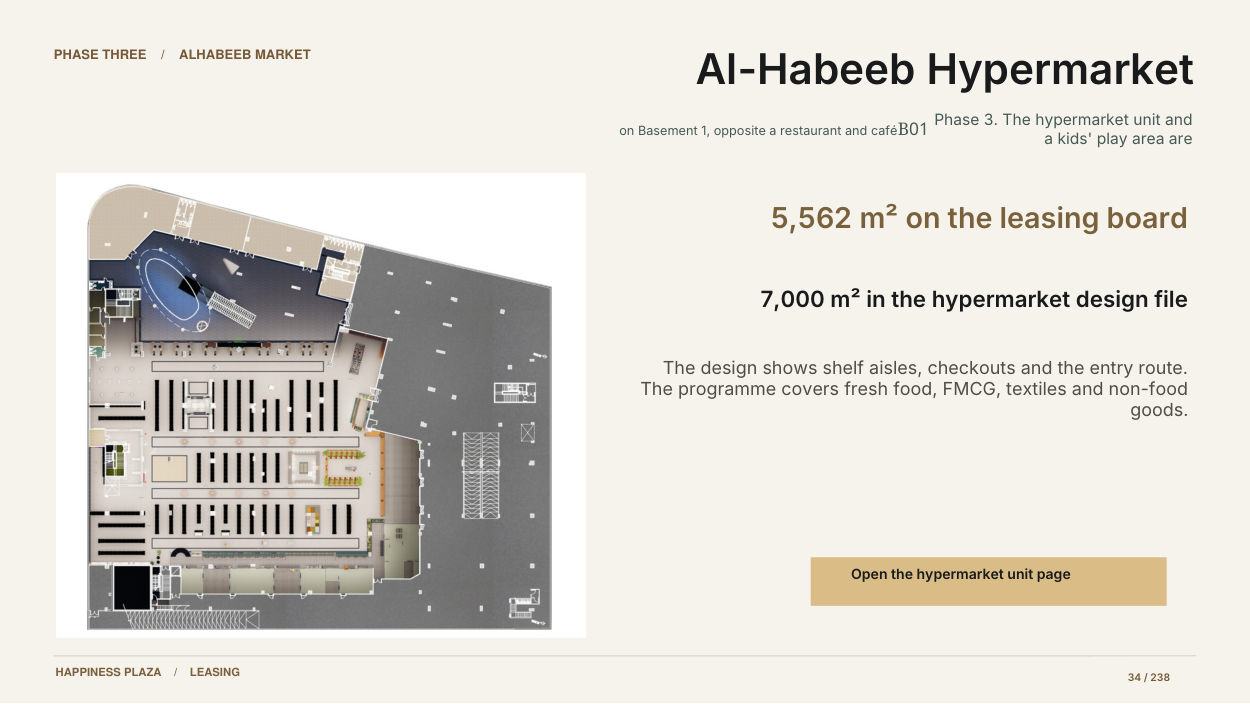 PHASE THREE / ALHABEEB MARKET
Al-Habeeb Hypermarket
Phase 3. The hypermarket unit and
a kids' play area are
on Basement 1, opposite a restaurant and caféB01
5,562 m² on the leasing board
7,000 m² in the hypermarket design file
The design shows shelf aisles, checkouts and the entry route.
The programme covers fresh food, FMCG, textiles and non-food
goods.
Open the hypermarket unit page
HAPPINESS PLAZA / LEASING
34 / 238